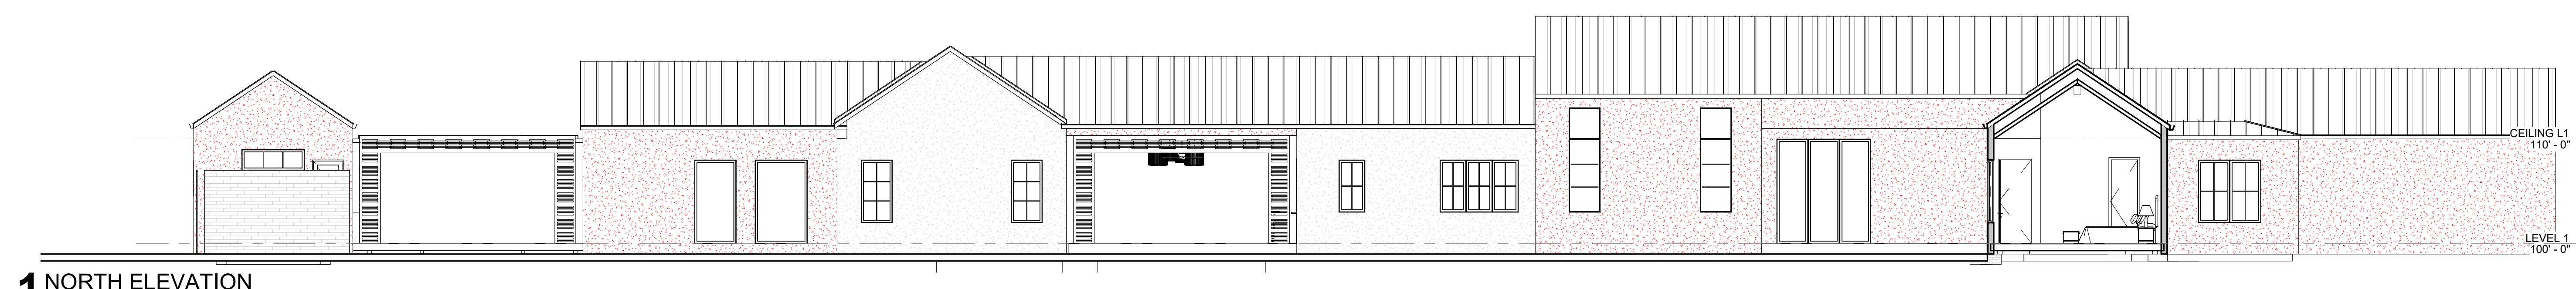 CEILING L1
110' - 0"
LEVEL 1
100' - 0"
1 NORTH ELEVATION